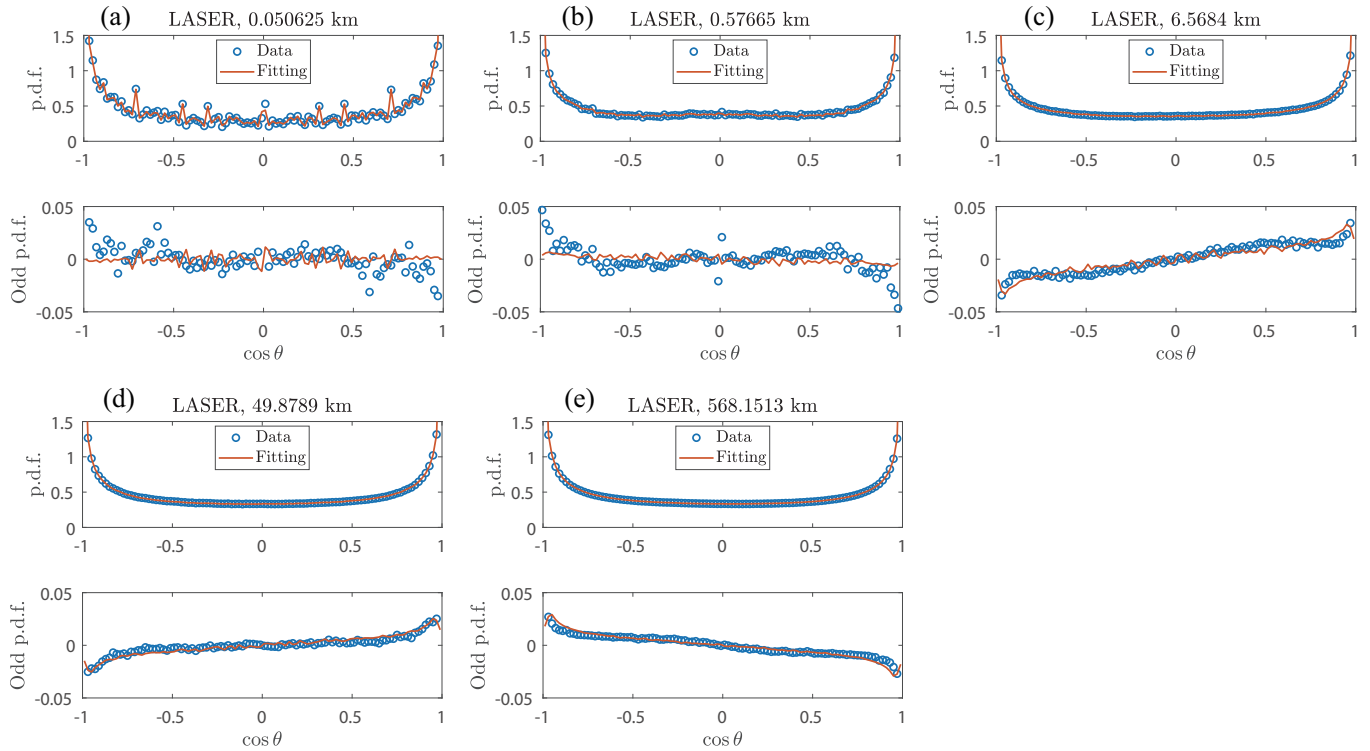 (a) LASER, 0.050625 km
1.5
1
0.5
0
p.d.f.
Data
Fitting
-1 -0.5 0 0.5 1
0.05
0
-0.05
Odd p.d.f.
-1 -0.5 0 0.5 1
cos θ
(b) LASER, 0.57665 km
1.5
1
0.5
0
p.d.f.
Data
Fitting
-1 -0.5 0 0.5 1
0.05
0
-0.05
Odd p.d.f.
-1 -0.5 0 0.5 1
cos θ
(c) LASER, 6.5684 km
1.5
1
0.5
0
p.d.f.
Data
Fitting
-1 -0.5 0 0.5 1
0.05
0
-0.05
Odd p.d.f.
-1 -0.5 0 0.5 1
cos θ
(d) LASER, 49.8789 km
1.5
1
0.5
0
p.d.f.
Data
Fitting
-1 -0.5 0 0.5 1
0.05
0
-0.05
Odd p.d.f.
-1 -0.5 0 0.5 1
cos θ
(e) LASER, 568.1513 km
1.5
1
0.5
0
p.d.f.
Data
Fitting
-1 -0.5 0 0.5 1
0.05
0
-0.05
Odd p.d.f.
-1 -0.5 0 0.5 1
cos θ